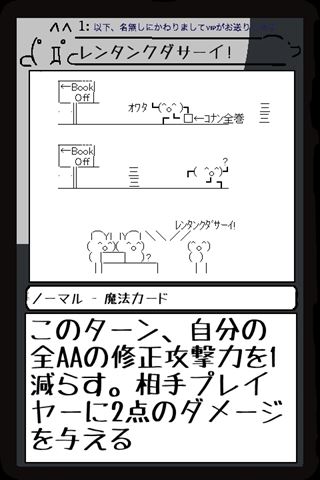 1: 以下、名無しにかわりましてVIPがお送りします
レンタンクダサーイ!
←Book
Off
オワタ
←コナン全巻
←Book
Off
?
レンタンクダサーイ!
?
ノーマル - 魔法カード
このターン、自分の
全AAの修正攻撃力を1
減らす。相手プレイ
ヤーに2点のダメージ
を与える